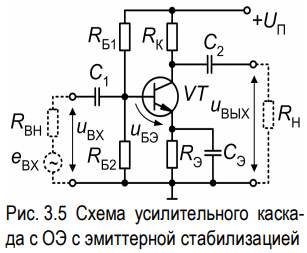 +U_П
R_Б1
R_К
C_2
C_1
VT
R_ВН
u_ВХ
u_БЭ
u_ВЫХ
R_Н
e_ВХ
R_Б2
R_Э
C_Э
Рис. 3.5 Схема усилительного каска-
да с ОЭ с эмиттерной стабилизацией